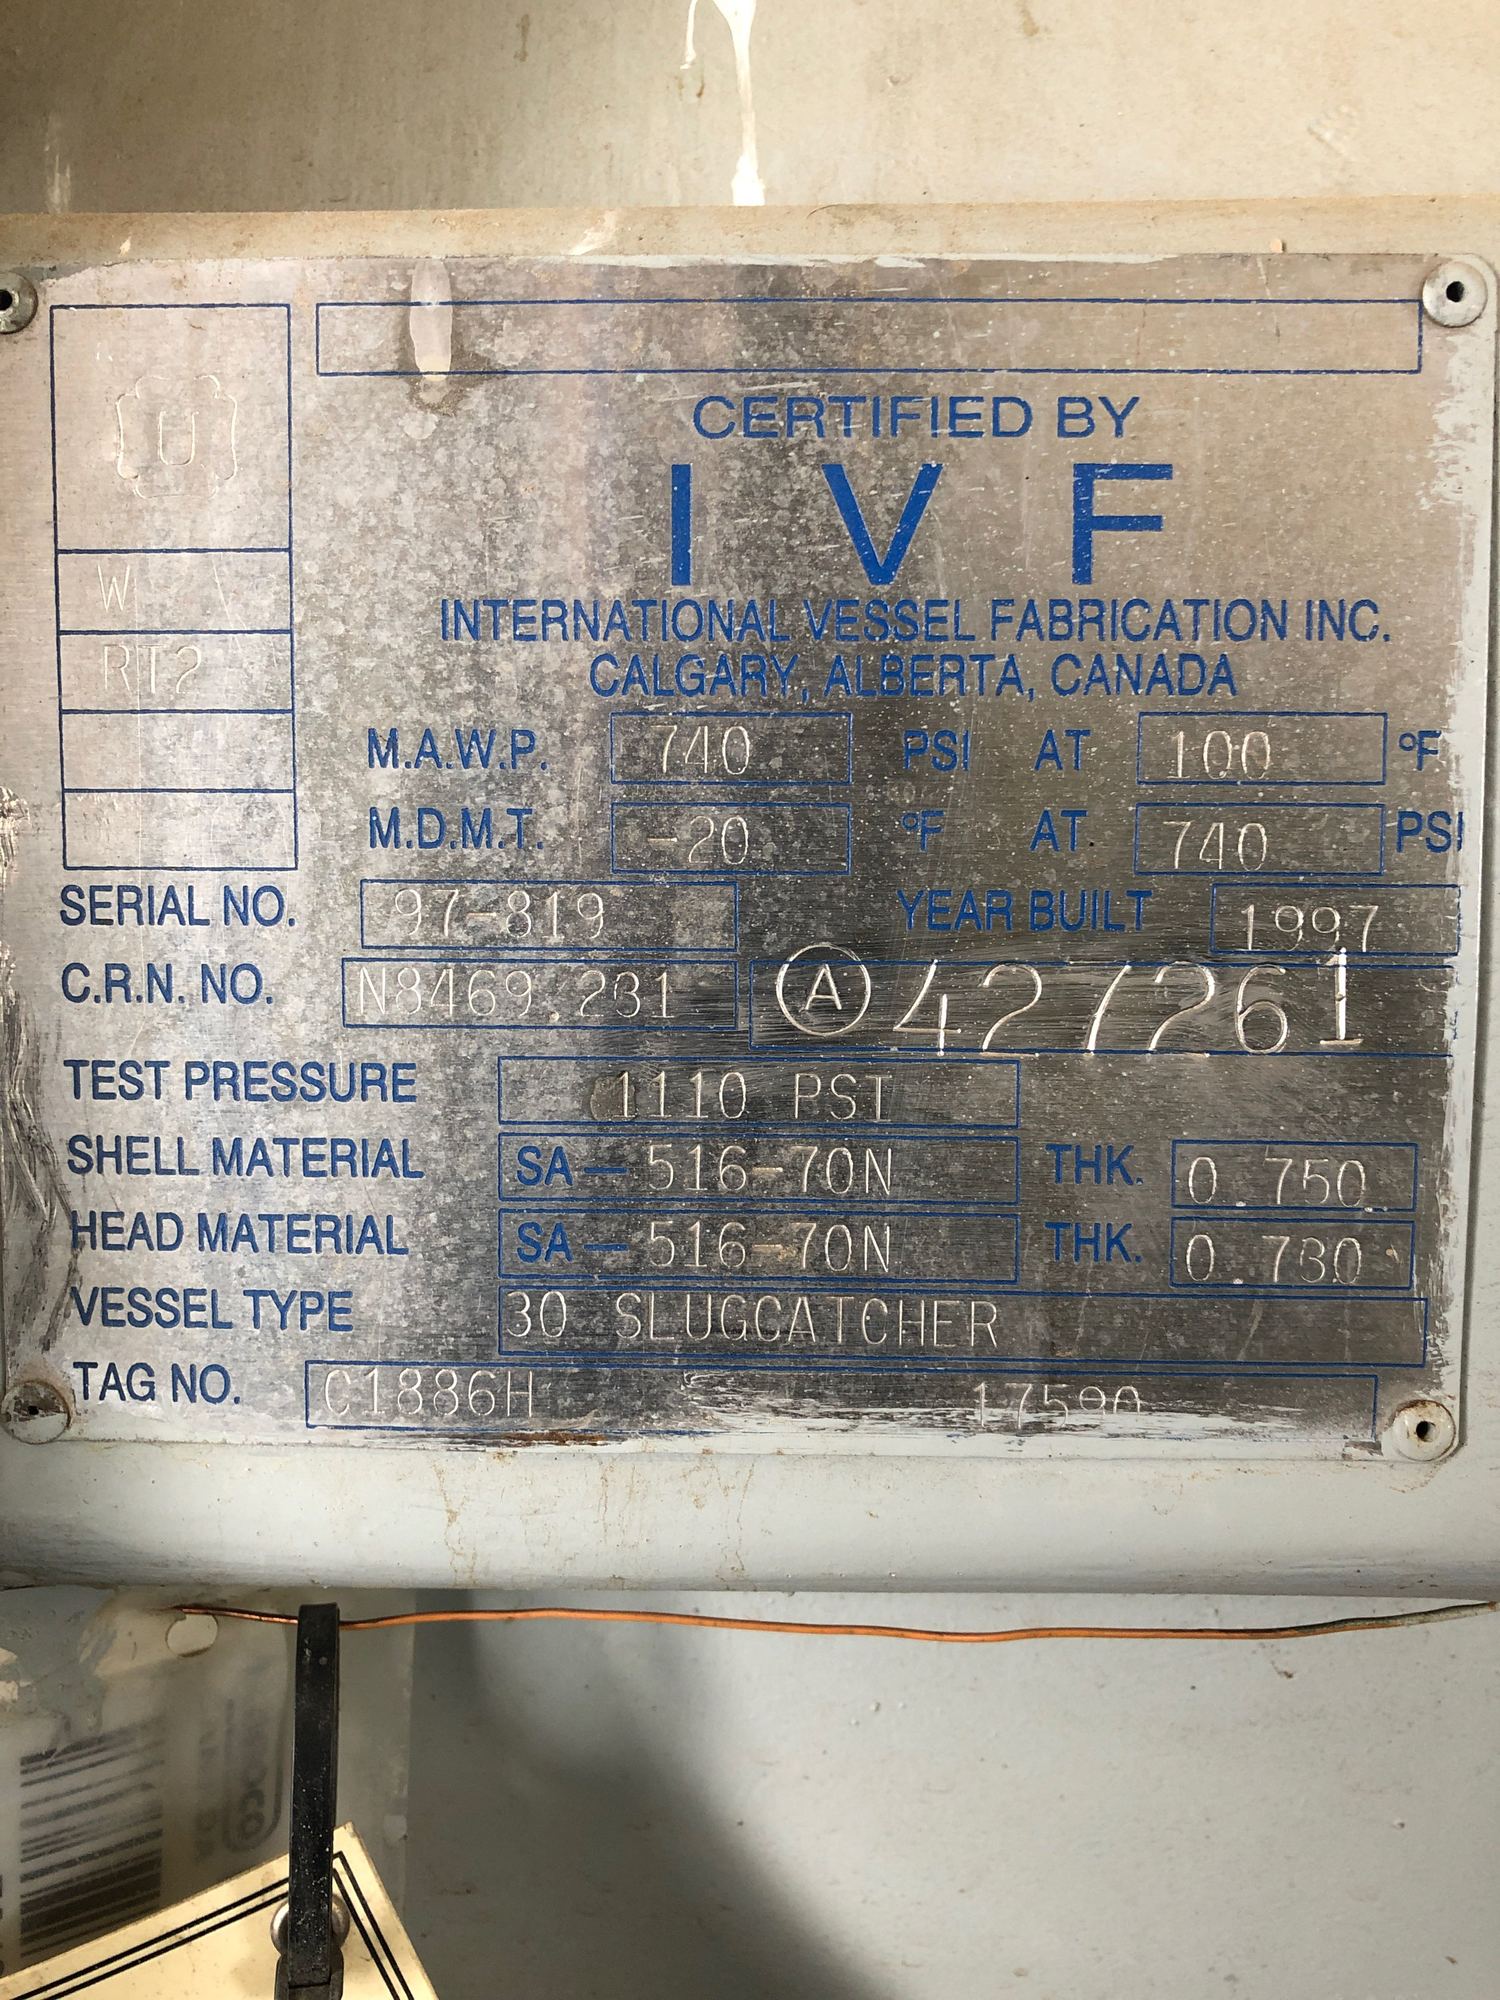 U
W
RT2
CERTIFIED BY
I V F
INTERNATIONAL VESSEL FABRICATION INC.
CALGARY, ALBERTA, CANADA
M.A.W.P. 740 PSI AT 100 °F
M.D.M.T. -20 °F AT 740 PSI
SERIAL NO. 97-819 YEAR BUILT 1997
C.R.N. NO. N8469.231 A 427261
TEST PRESSURE 1110 PSI
SHELL MATERIAL SA-516-70N THK. 0.750
HEAD MATERIAL SA-516-70N THK. 0.730
VESSEL TYPE 30 SLUGCATCHER
TAG NO. C1886H 17590